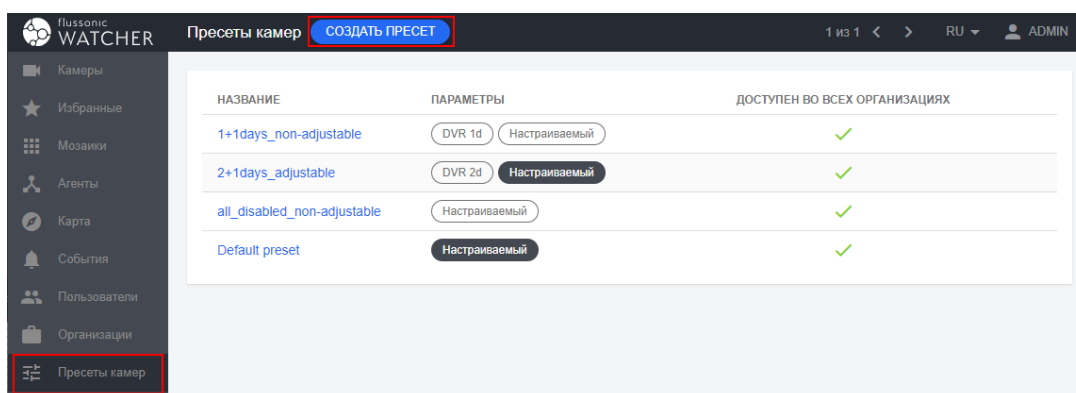 flussonic
WATCHER
Пресеты камер СОЗДАТЬ ПРЕСЕТ 1 из 1 RU ADMIN
Камеры
Избранные
Мозаики
Агенты
Карта
События
Пользователи
Организации
Пресеты камер
НАЗВАНИЕ ПАРАМЕТРЫ ДОСТУПЕН ВО ВСЕХ ОРГАНИЗАЦИЯХ
1+1days_non-adjustable DVR 1d Настраиваемый
2+1days_adjustable DVR 2d Настраиваемый
all_disabled_non-adjustable Настраиваемый
Default preset Настраиваемый